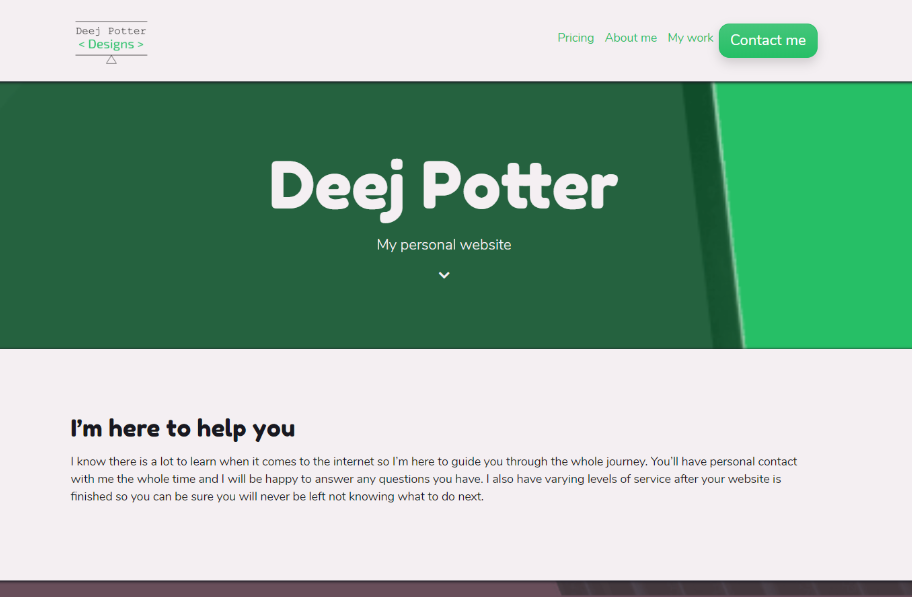 Deej Potter
< Designs >
Pricing About me My work Contact me
Deej Potter
My personal website
I'm here to help you
I know there is a lot to learn when it comes to the internet so I'm here to guide you through the whole journey. You'll have personal contact
with me the whole time and I will be happy to answer any questions you have. I also have varying levels of service after your website is
finished so you can be sure you will never be left not knowing what to do next.